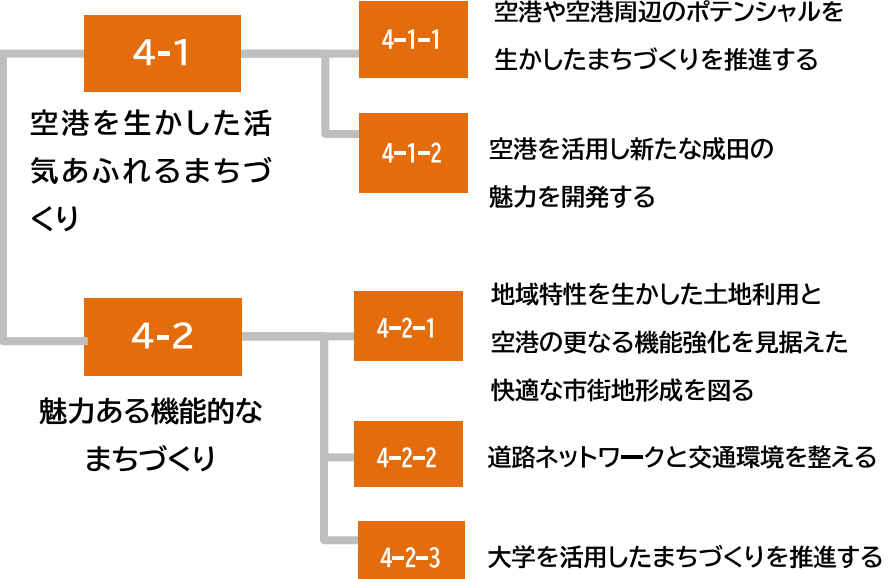 4-1
空港を生かした活
気あふれるまちづ
くり
4-1-1
空港や空港周辺のポテンシャルを
生かしたまちづくりを推進する
4-1-2
空港を活用し新たな成田の
魅力を開発する
4-2
魅力ある機能的な
まちづくり
4-2-1
地域特性を生かした土地利用と
空港の更なる機能強化を見据えた
快適な市街地形成を図る
4-2-2
道路ネットワークと交通環境を整える
4-2-3
大学を活用したまちづくりを推進する